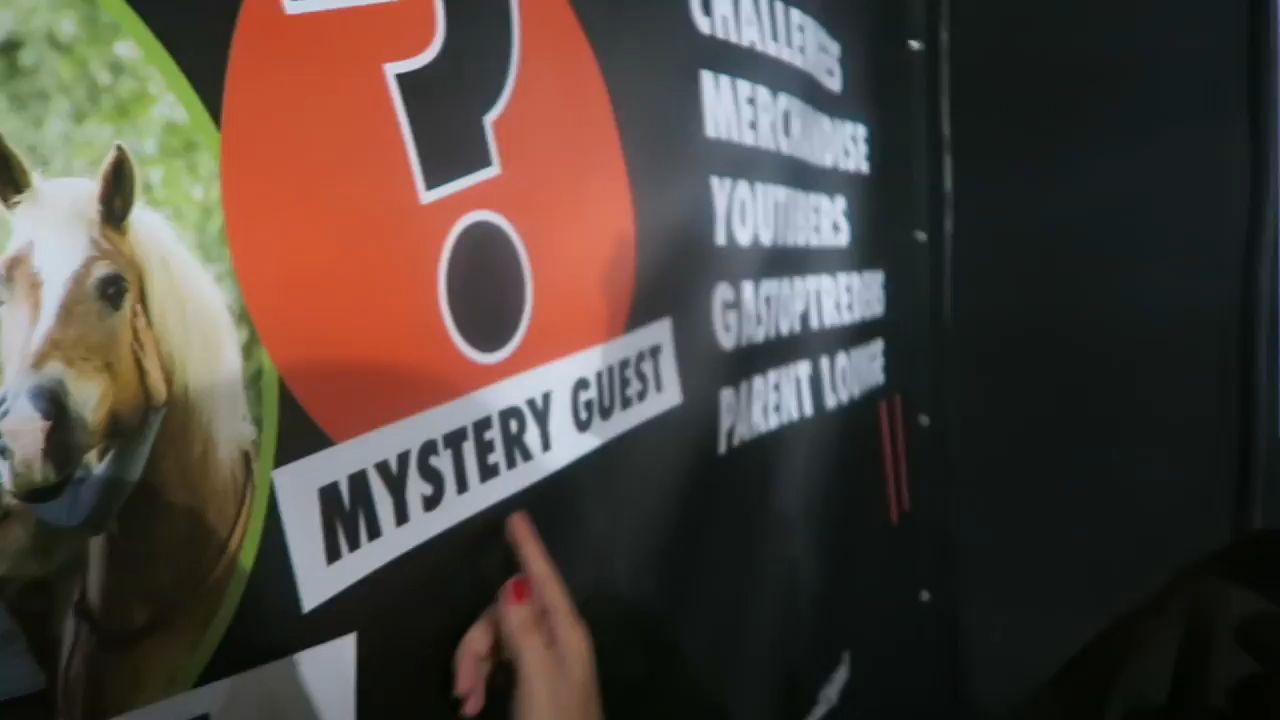 ?
MYSTERY GUEST
CHALLENGES
MERCHANDISE
YOUTUBERS
GASTOPTREDENS
PARENT LOUNGE